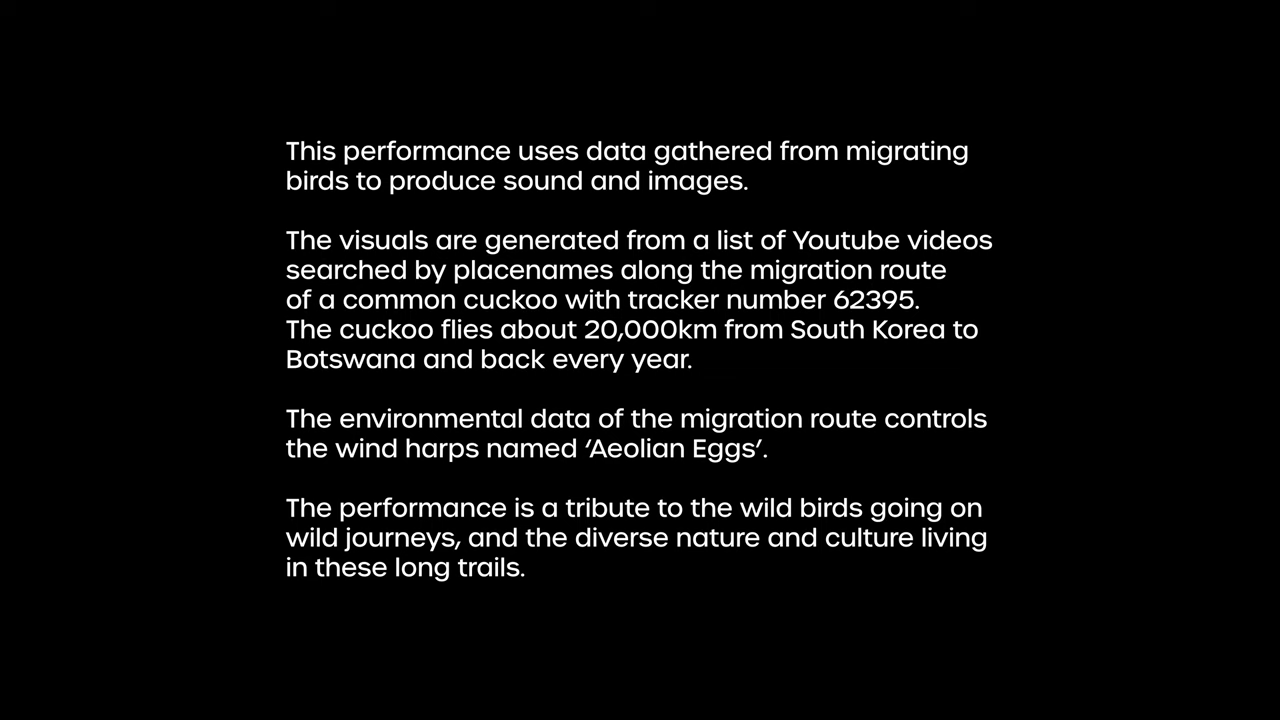 This performance uses data gathered from migrating
birds to produce sound and images.
The visuals are generated from a list of Youtube videos
searched by placenames along the migration route
of a common cuckoo with tracker number 62395.
The cuckoo flies about 20,000km from South Korea to
Botswana and back every year.
The environmental data of the migration route controls
the wind harps named ‘Aeolian Eggs’.
The performance is a tribute to the wild birds going on
wild journeys, and the diverse nature and culture living
in these long trails.